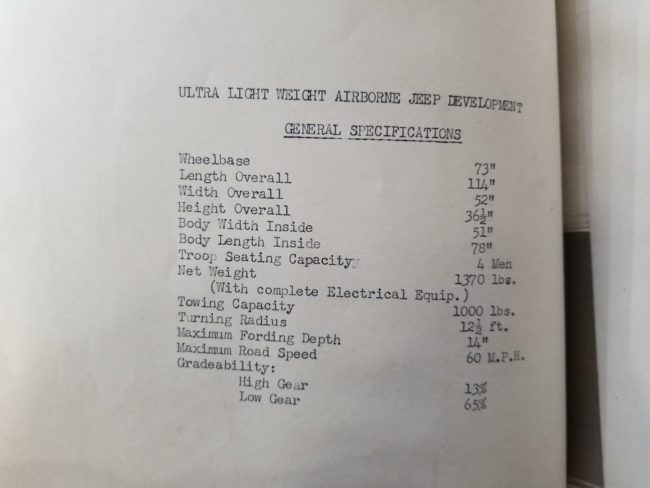 ULTRA LIGHT WEIGHT AIRBORNE JEEP DEVELOPMENT
GENERAL SPECIFICATIONS
Wheelbase 73"
Length Overall 114"
Width Overall 52"
Height Overall 36½"
Body Width Inside 51"
Body Length Inside 78"
Troop Seating Capacity 4 Men
Net Weight 1370 lbs.
(With complete Electrical Equip.)
Towing Capacity 1000 lbs.
Turning Radius 12½ ft.
Maximum Fording Depth 14"
Maximum Road Speed 60 M.P.H.
Gradeability:
High Gear 13%
Low Gear 65%